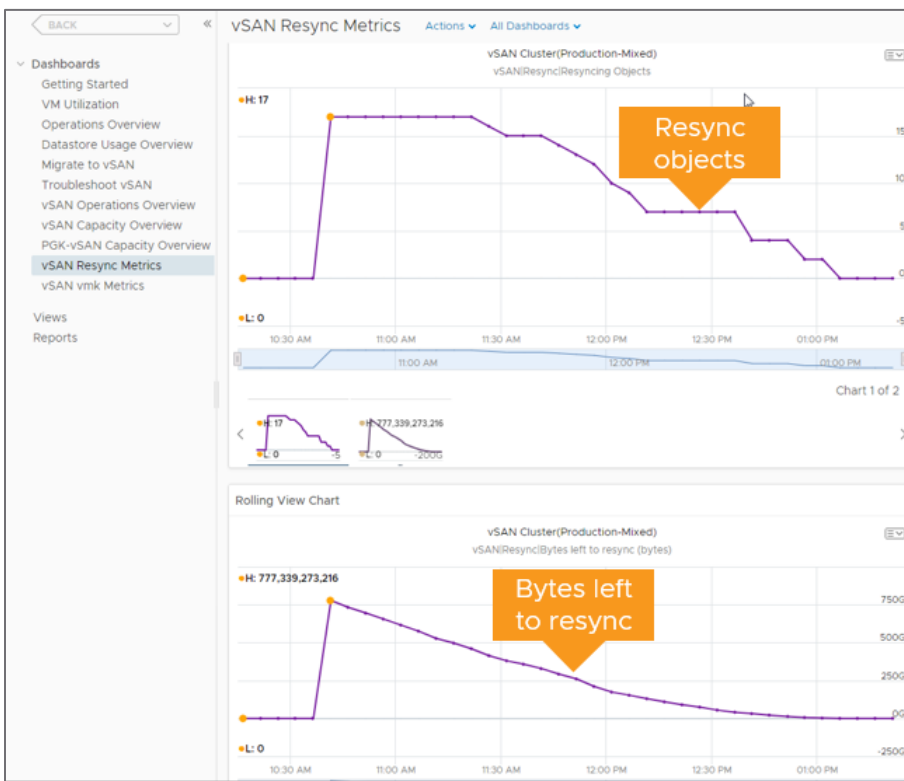 BACK
«
vSAN Resync Metrics
Actions
All Dashboards
Dashboards
Getting Started
VM Utilization
Operations Overview
Datastore Usage Overview
Migrate to vSAN
Troubleshoot vSAN
vSAN Operations Overview
vSAN Capacity Overview
PGK-vSAN Capacity Overview
vSAN Resync Metrics
vSAN vmk Metrics
Views
Reports
vSAN Cluster(Production-Mixed)
vSAN|Resync|Resyncing Objects
H: 17
Resync
objects
15
10
5
0
L: 0
-5
10:30 AM 11:00 AM 11:30 AM 12:00 PM 12:30 PM 01:00 PM
11:00 AM 12:00 PM 01:00 PM
Chart 1 of 2
H: 17 H: 777,339,273,216
L: 0 -5 L: 0 -200G
Rolling View Chart
vSAN Cluster(Production-Mixed)
vSAN|Resync|Bytes left to resync (bytes)
H: 777,339,273,216
Bytes left
to resync
750G
500G
250G
0G
L: 0
-250G
10:30 AM 11:00 AM 11:30 AM 12:00 PM 12:30 PM 01:00 PM